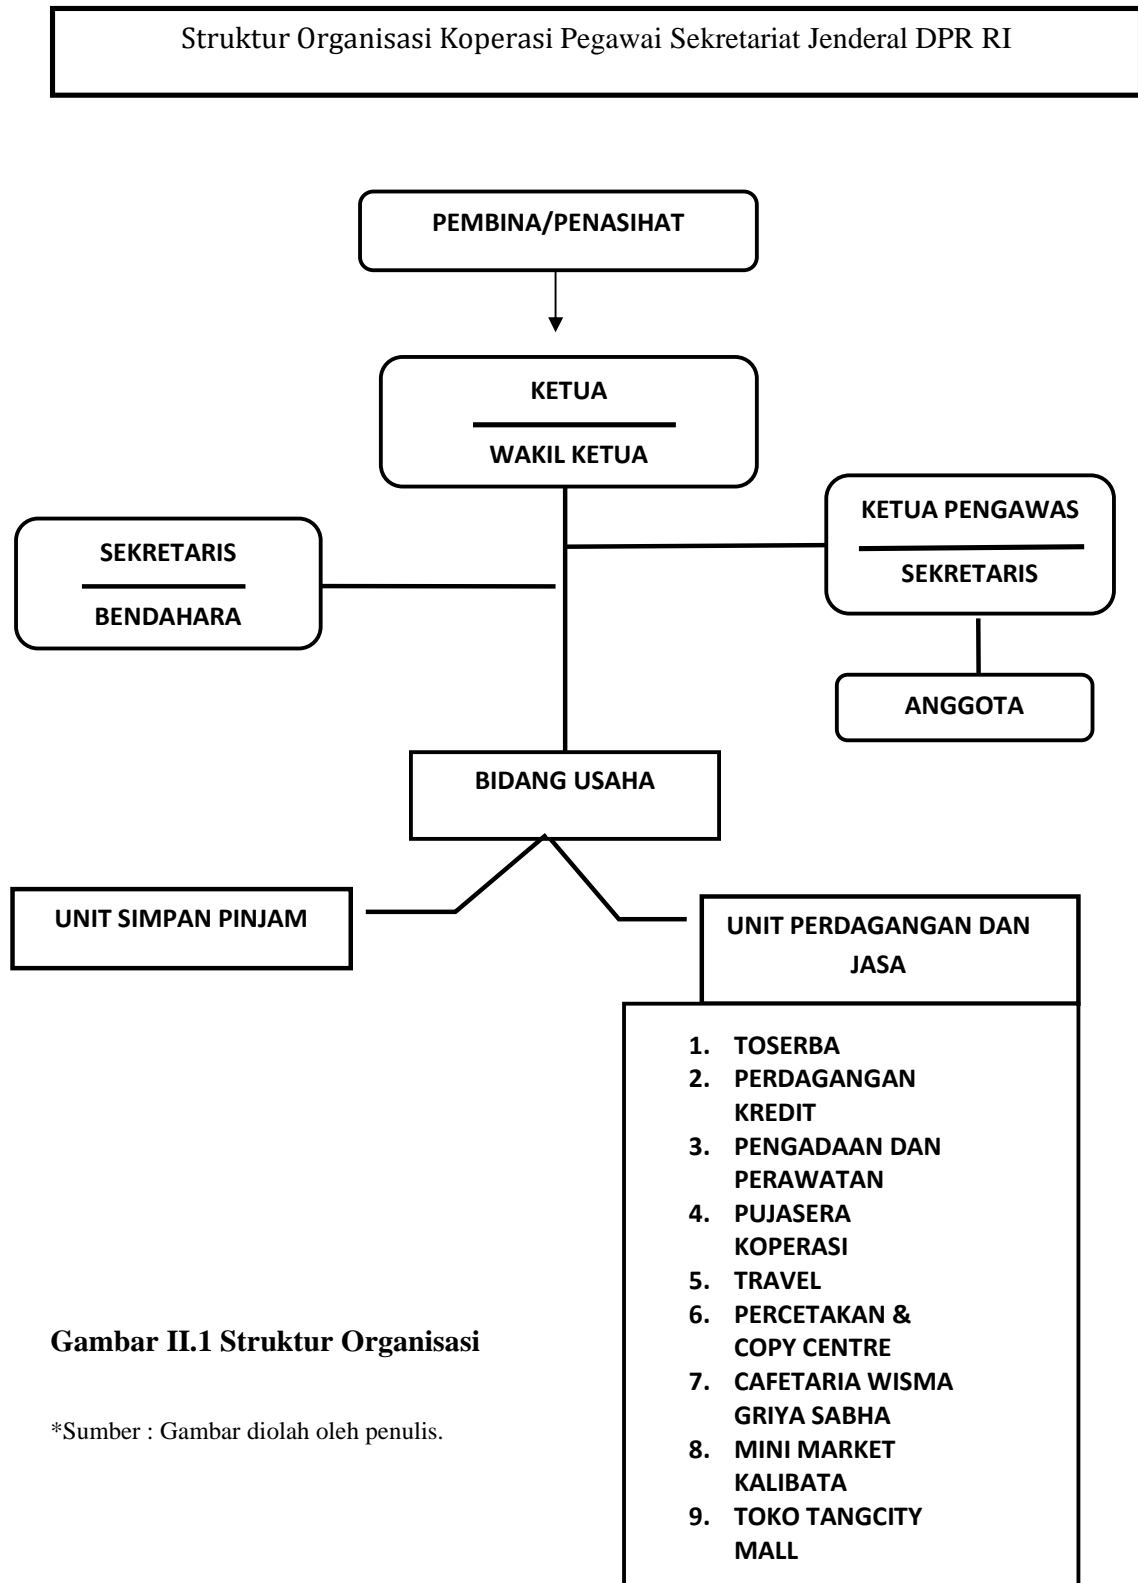 Struktur Organisasi Koperasi Pegawai Sekretariat Jenderal DPR RI
PEMBINA/PENASIHAT
KETUA
WAKIL KETUA
KETUA PENGAWAS
SEKRETARIS
SEKRETARIS
BENDAHARA
ANGGOTA
BIDANG USAHA
UNIT SIMPAN PINJAM
UNIT PERDAGANGAN DAN
JASA
1. TOSERBA
2. PERDAGANGAN
KREDIT
3. PENGADAAN DAN
PERAWATAN
4. PUJASERA
KOPERASI
5. TRAVEL
6. PERCETAKAN &
COPY CENTRE
7. CAFETARIA WISMA
GRIYA SABHA
8. MINI MARKET
KALIBATA
9. TOKO TANGCITY
MALL
Gambar II.1 Struktur Organisasi
*Sumber : Gambar diolah oleh penulis.